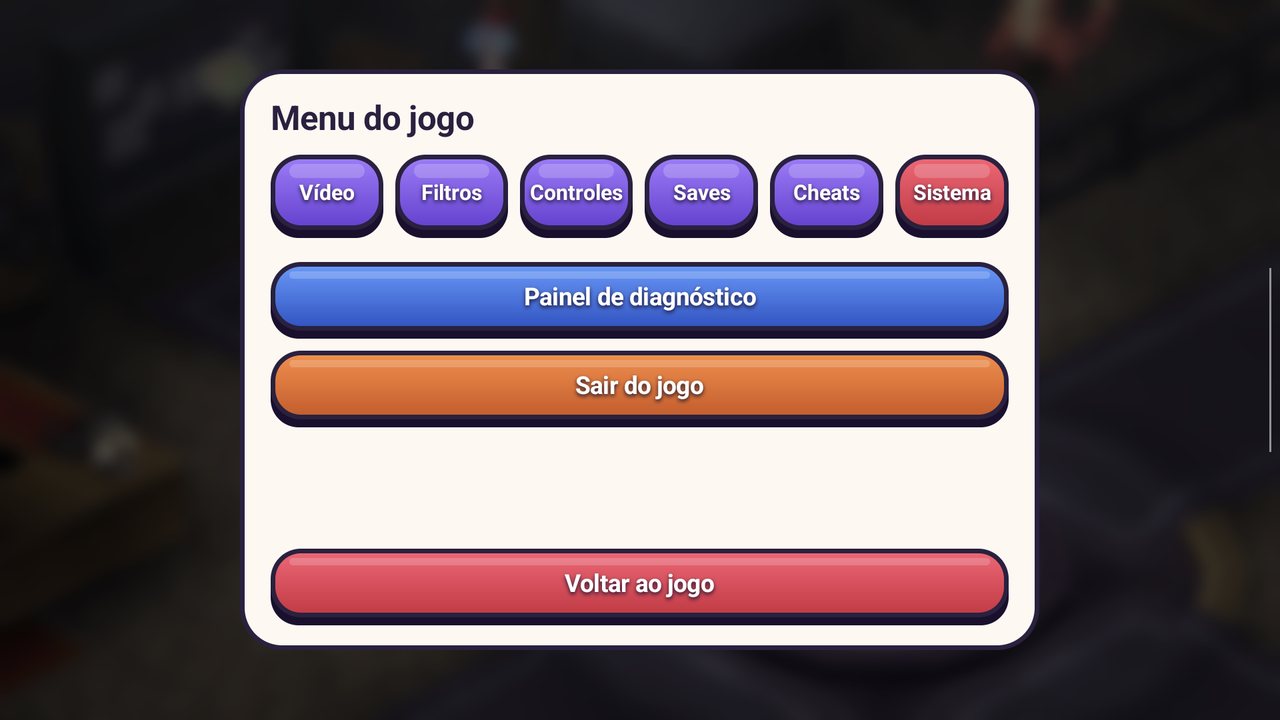 Menu do jogo
Vídeo Filtros Controles Saves Cheats Sistema
Painel de diagnóstico
Sair do jogo
Voltar ao jogo